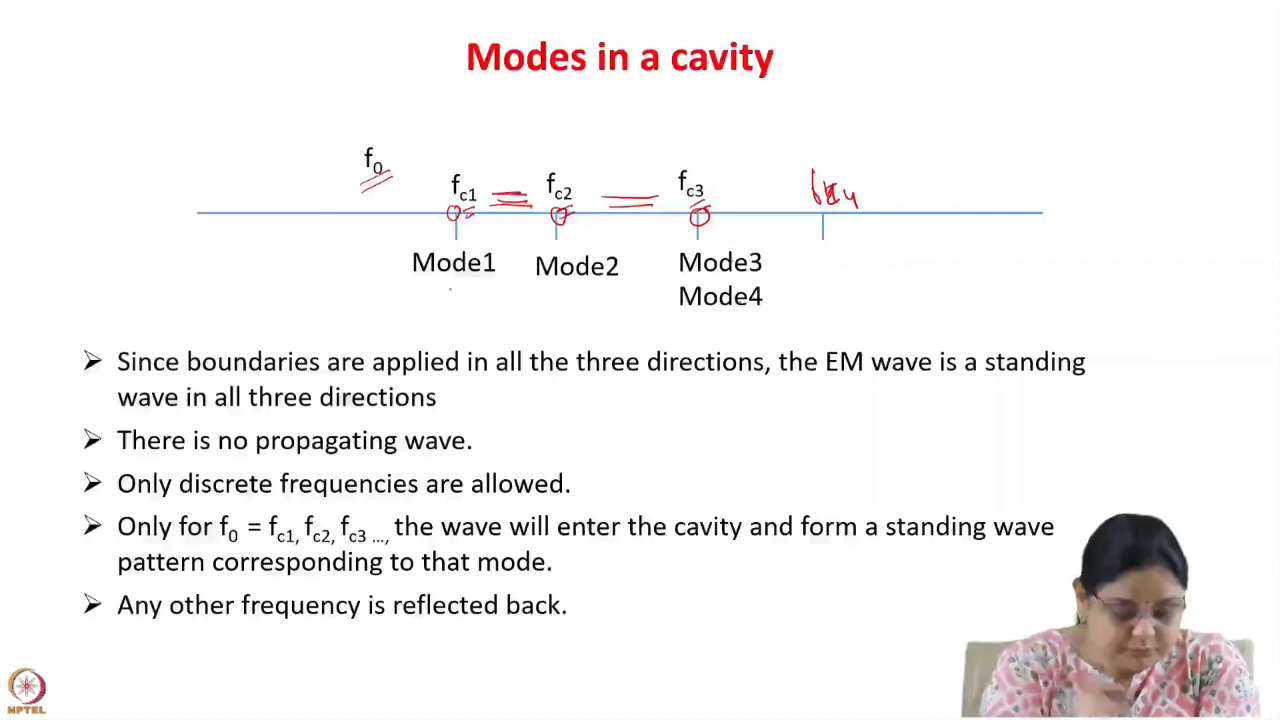 Modes in a cavity
f0
fc1 fc2 fc3
Mode1 Mode2 Mode3
Mode4
➢ Since boundaries are applied in all the three directions, the EM wave is a standing
wave in all three directions
➢ There is no propagating wave.
➢ Only discrete frequencies are allowed.
➢ Only for f0 = fc1, fc2, fc3 ..., the wave will enter the cavity and form a standing wave
pattern corresponding to that mode.
➢ Any other frequency is reflected back.
NPTEL